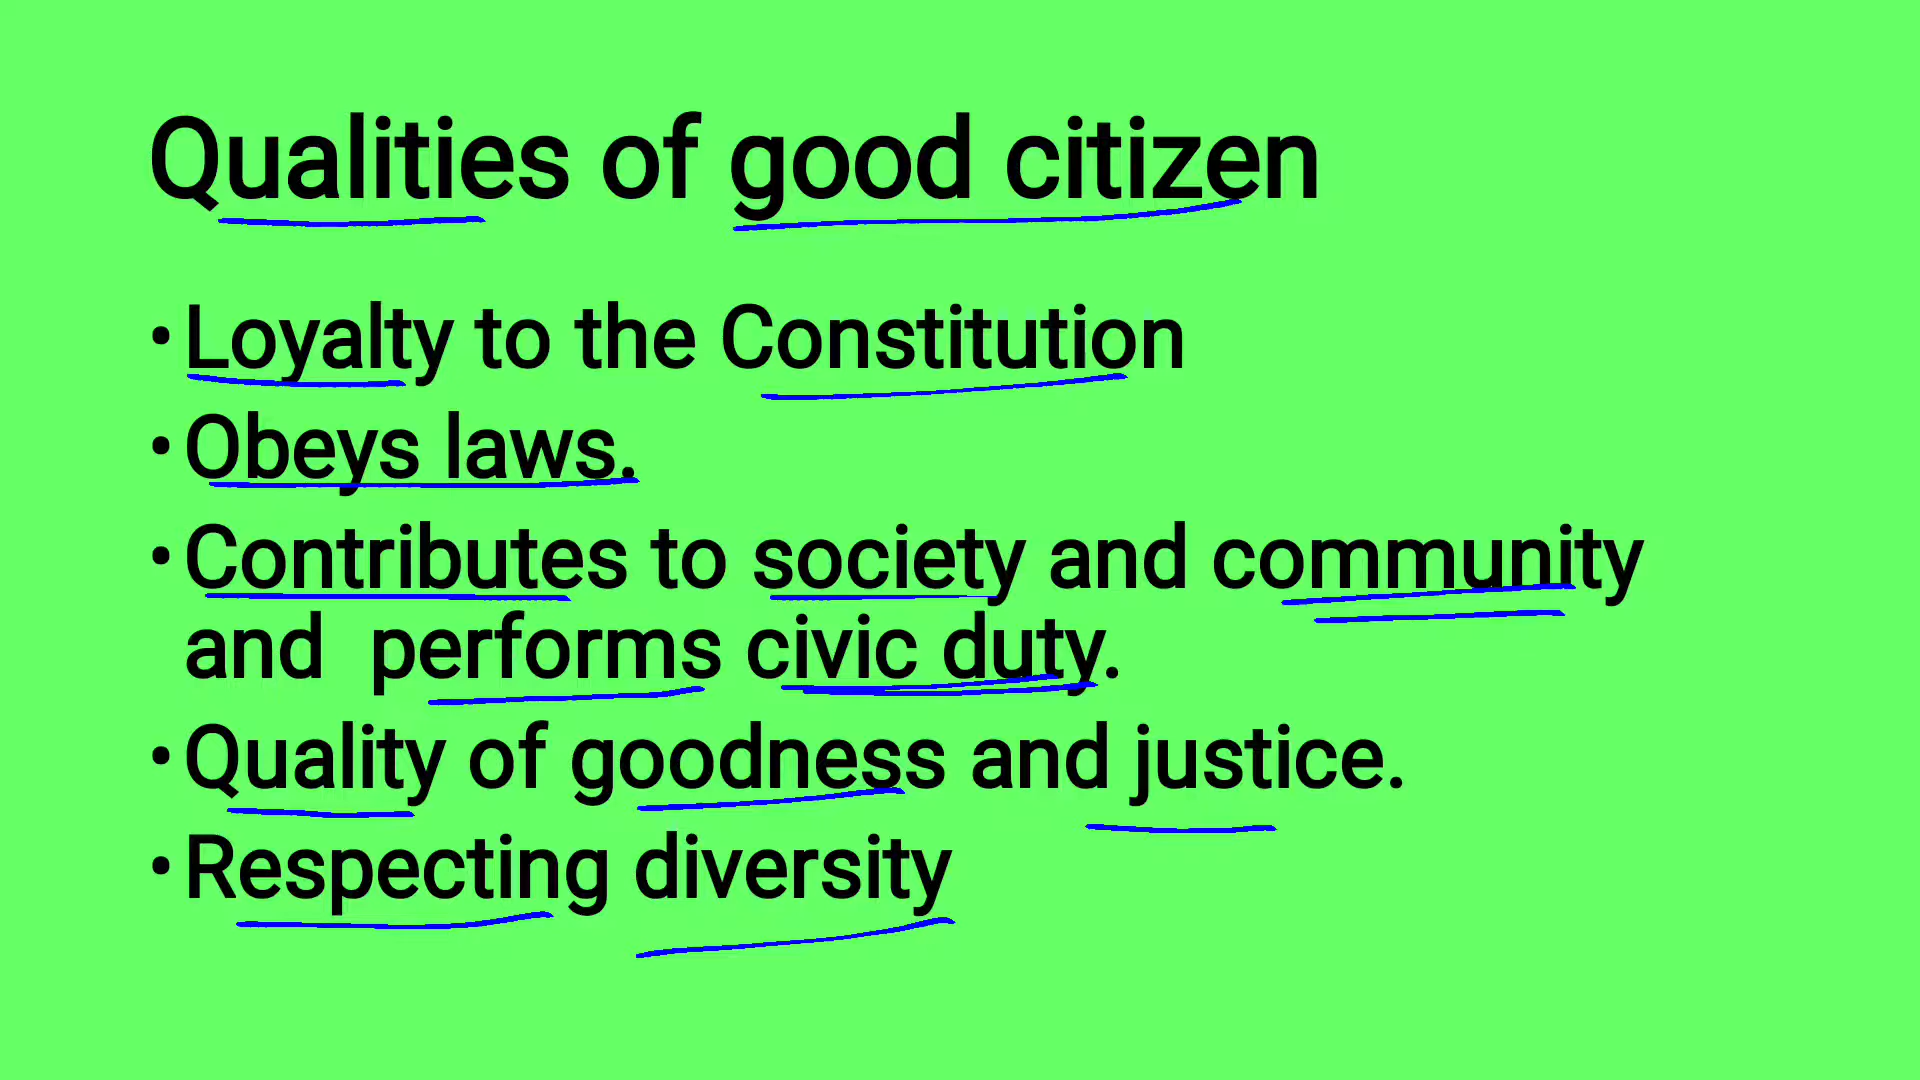 Qualities of good citizen
• Loyalty to the Constitution
• Obeys laws.
• Contributes to society and community
and performs civic duty.
• Quality of goodness and justice.
• Respecting diversity